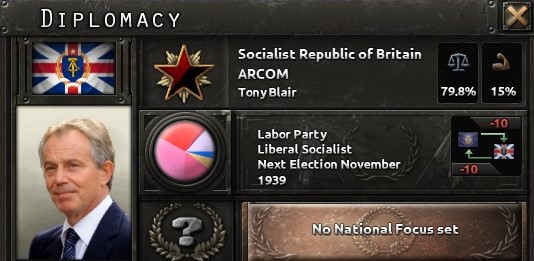 DIPLOMACY
Socialist Republic of Britain
ARCOM
Tony Blair
79.8%
15%
Labor Party
Liberal Socialist
Next Election November
1939
-10
-10
?
No National Focus set